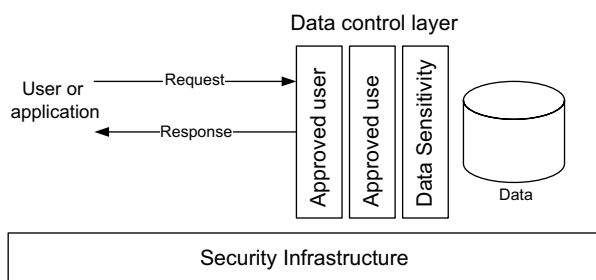 Data control layer
User or
application
Request
Response
Approved user
Approved use
Data Sensitivity
Data
Security Infrastructure